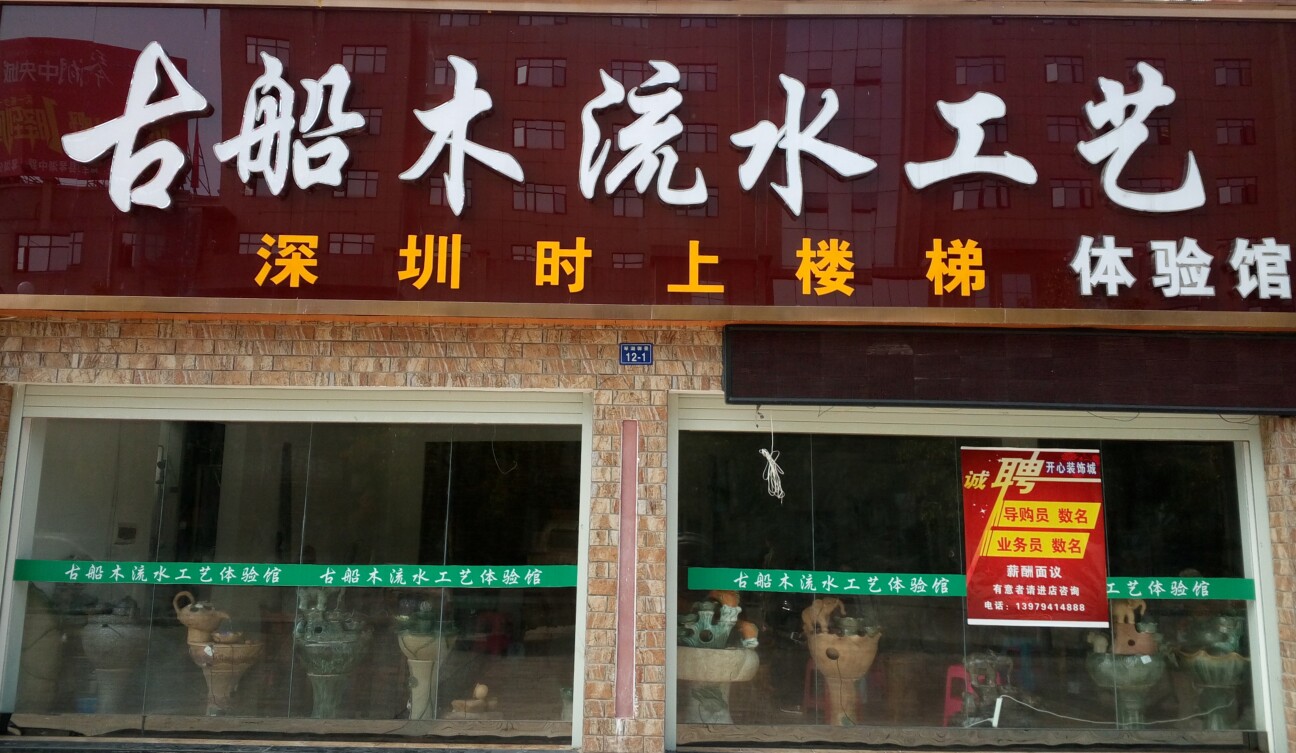 古船木流水工艺
深圳时上楼梯 体验馆
12-1
诚聘 开心装饰城
导购员 数名
业务员 数名
薪酬面议
有意者请进店咨询
电话：13979414888
古船木流水工艺体验馆 古船木流水工艺体验馆
古船木流水工艺体验馆 工艺体验馆